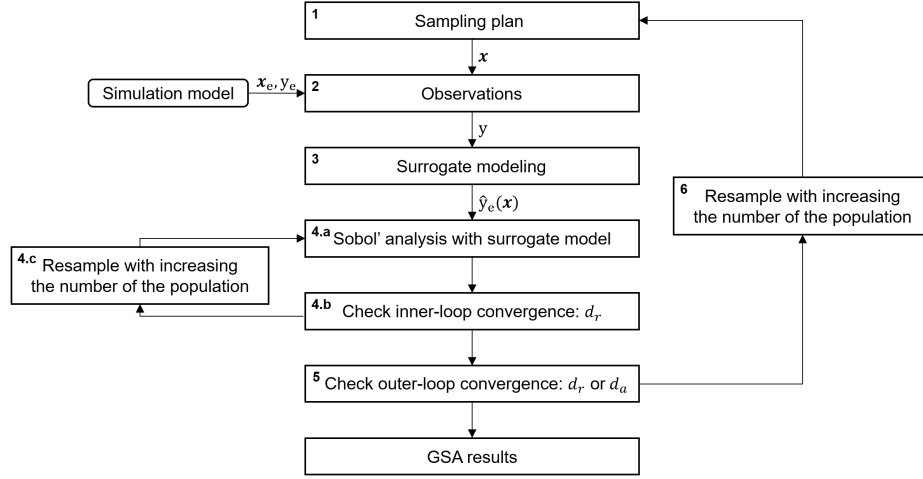 1 Sampling plan
𝒙
Simulation model
𝒙ₑ, yₑ
2 Observations
y
3 Surrogate modeling
ŷₑ(𝒙)
4.a Sobol' analysis with surrogate model
4.c Resample with increasing
the number of the population
4.b Check inner-loop convergence: 𝑑ᵣ
5 Check outer-loop convergence: 𝑑ᵣ or 𝑑ₐ
6 Resample with increasing
the number of the population
GSA results